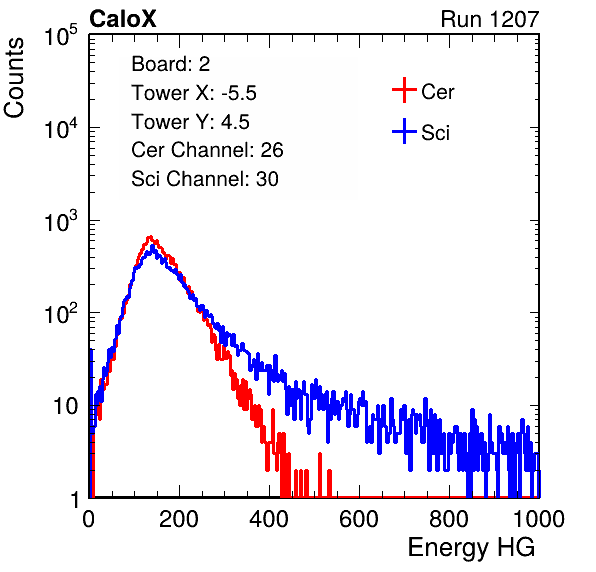 CaloX Run 1207
Counts
Board: 2
Tower X: -5.5
Tower Y: 4.5
Cer Channel: 26
Sci Channel: 30
Cer
Sci
10^5
10^4
10^3
10^2
10
1
0 200 400 600 800 1000
Energy HG